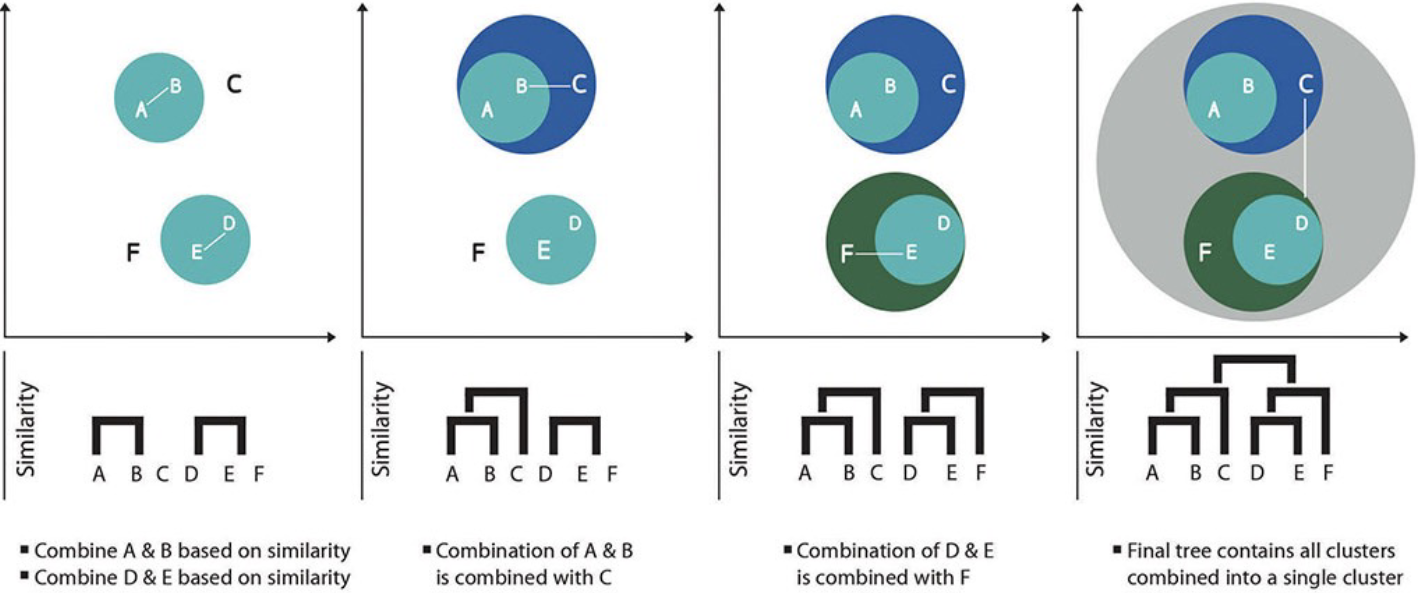 A
B
C
D
E
F
B
C
A
D
F
E
B
C
A
D
F
E
B
C
A
D
F
E
Similarity
A B C D E F
Similarity
A B C D E F
Similarity
A B C D E F
Similarity
A B C D E F
Combine A & B based on similarity
Combine D & E based on similarity
Combination of A & B
is combined with C
Combination of D & E
is combined with F
Final tree contains all clusters
combined into a single cluster